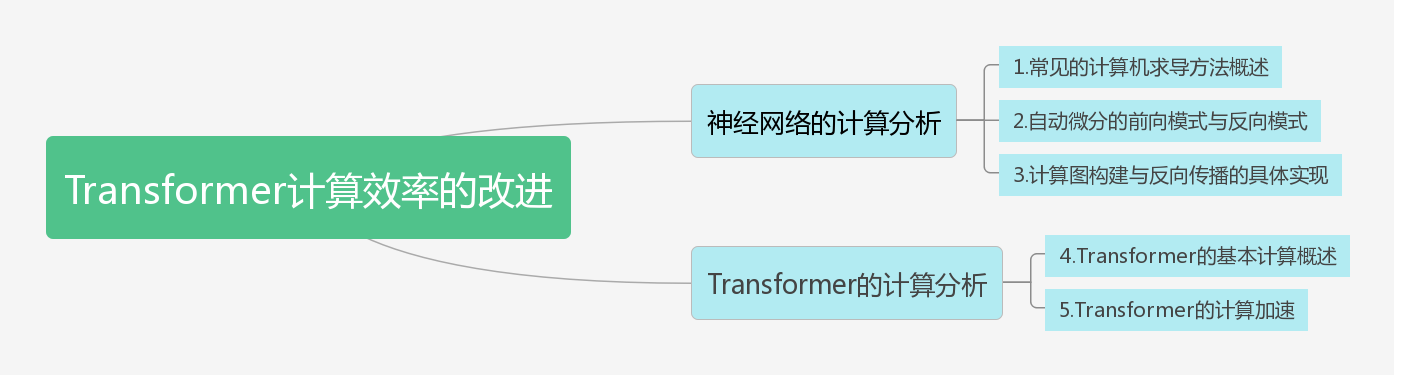 Transformer计算效率的改进
神经网络的计算分析
1.常见的计算机求导方法概述
2.自动微分的前向模式与反向模式
3.计算图构建与反向传播的具体实现
Transformer的计算分析
4.Transformer的基本计算概述
5.Transformer的计算加速